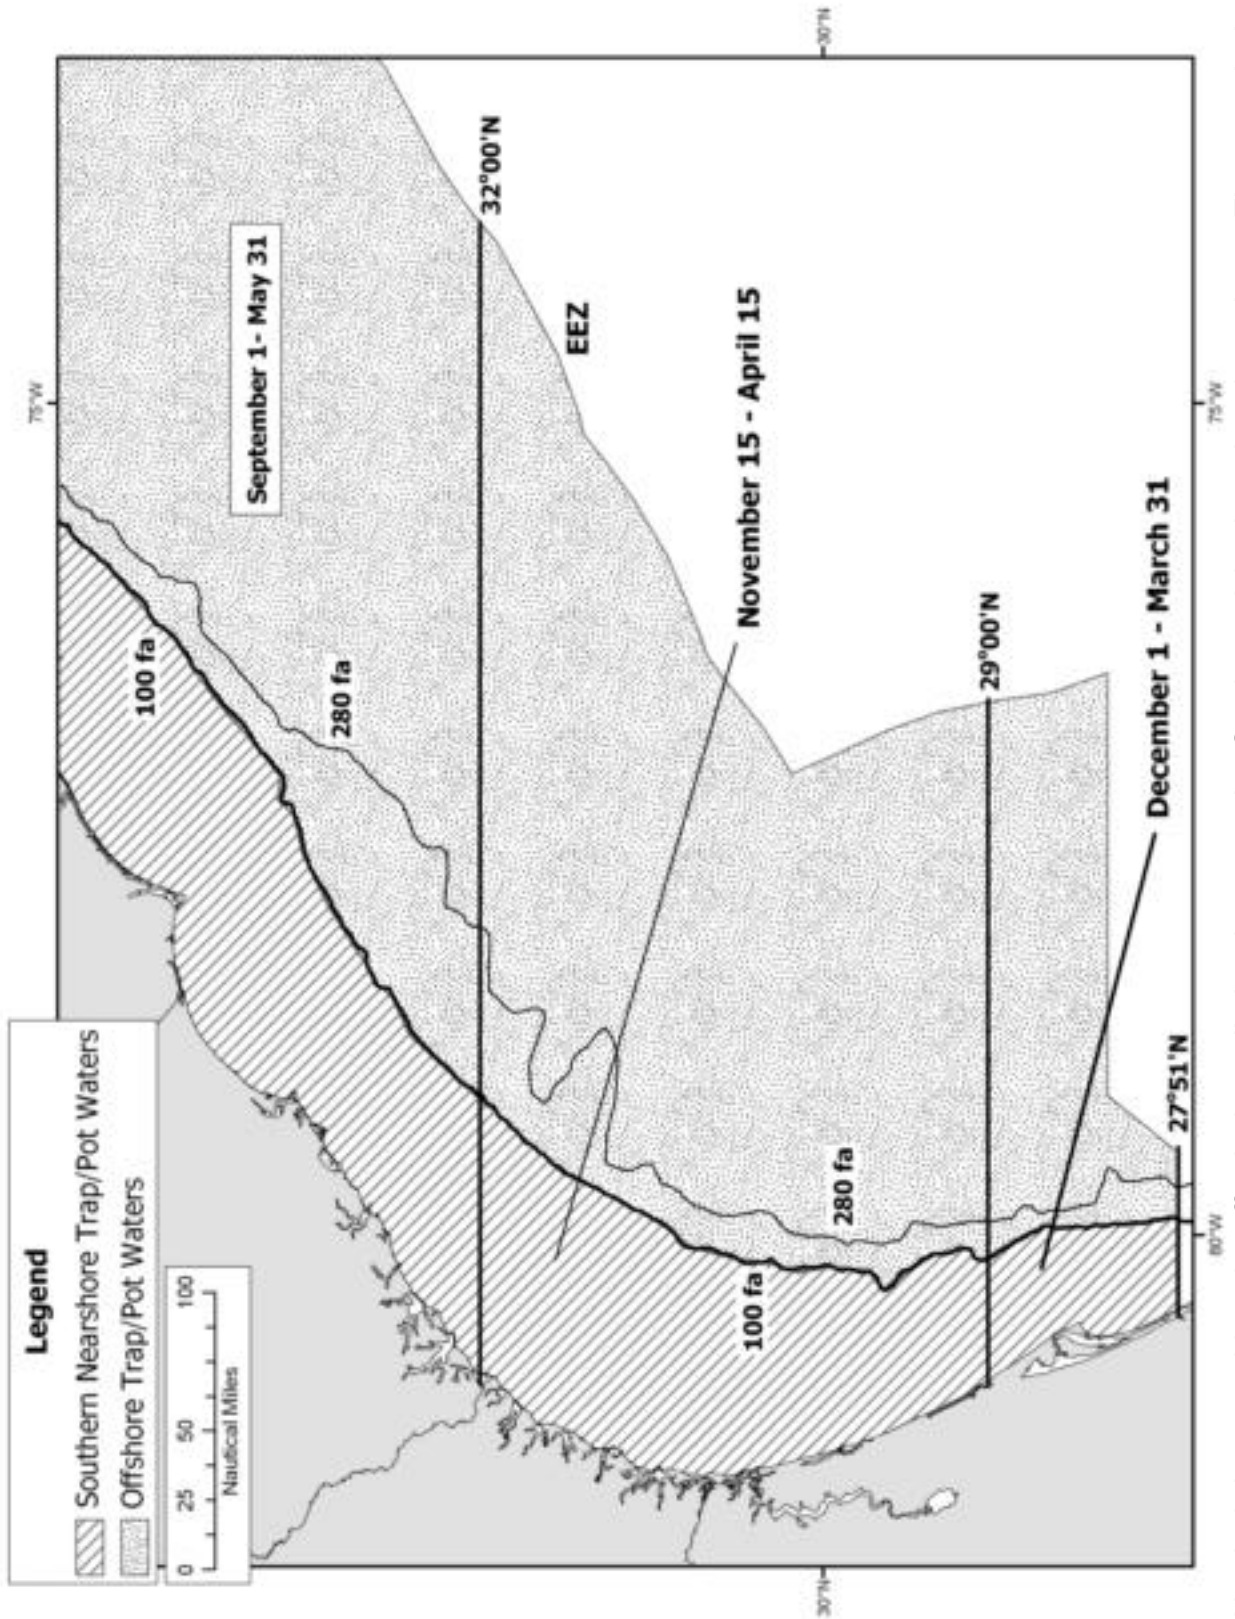 Legend
Southern Nearshore Trap/Pot Waters
Offshore Trap/Pot Waters
0 25 50 100
Nautical Miles
75°W
September 1- May 31
100 fa
280 fa
32°00'N
EEZ
November 15 - April 15
30°N
30°N
280 fa
100 fa
29°00'N
December 1 - March 31
27°51'N
80°W
75°W